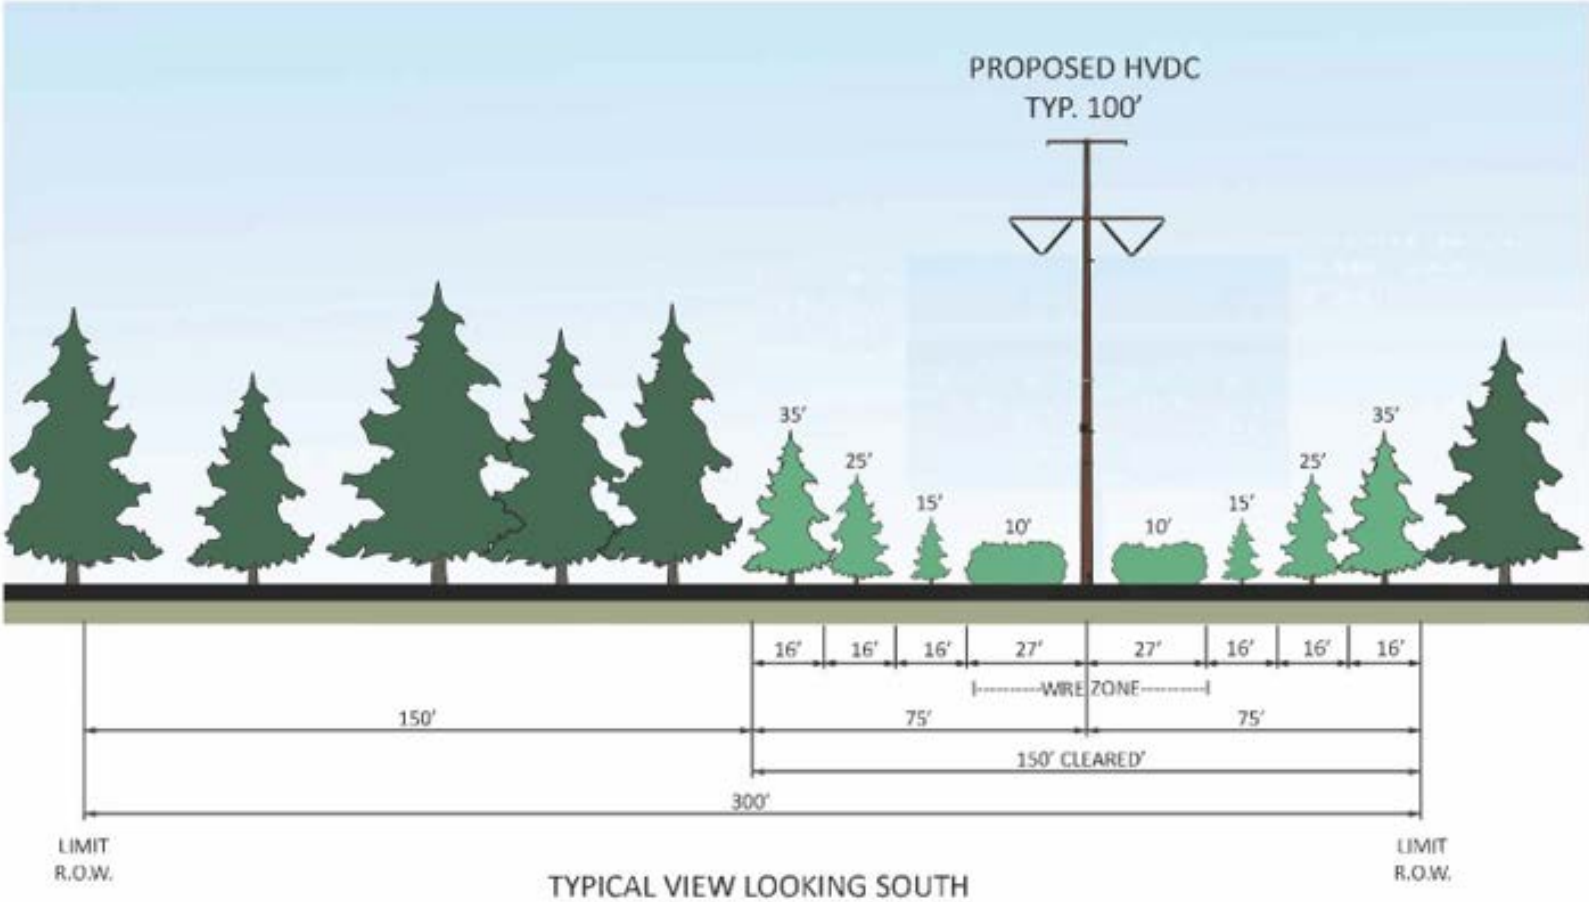 PROPOSED HVDC
TYP. 100'
35' 35'
25' 25'
15' 15'
10' 10'
16' 16' 16' 27' 27' 16' 16' 16'
WIRE ZONE
150' 75' 75'
150' CLEARED'
300'
LIMIT LIMIT
R.O.W. R.O.W.
TYPICAL VIEW LOOKING SOUTH